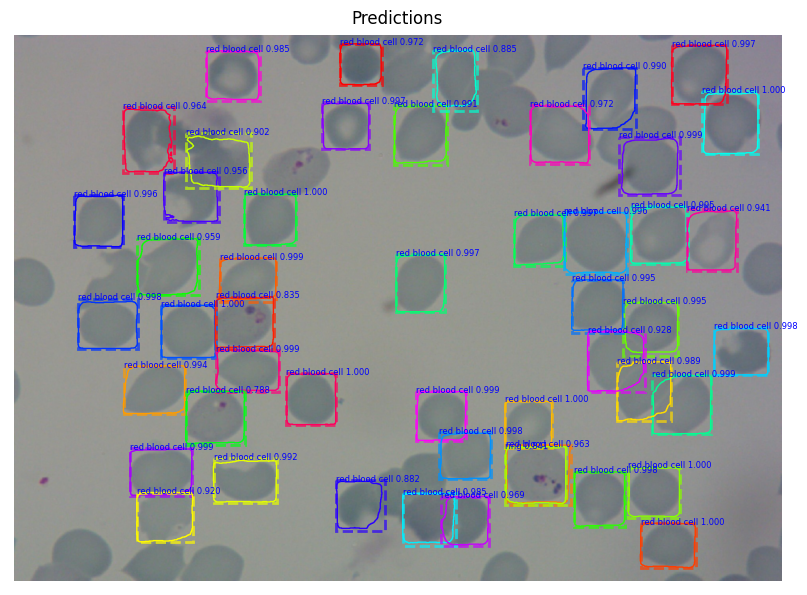 Predictions
red blood cell 0.985
red blood cell 0.972
red blood cell 0.885
red blood cell 0.997
red blood cell 0.990
red blood cell 1.000
red blood cell 0.964
red blood cell 0.991
red blood cell 0.972
red blood cell 0.902
red blood cell 0.999
red blood cell 0.956
red blood cell 0.996
red blood cell 1.000
red blood cell 0.996
red blood cell 0.941
red blood cell 0.959
red blood cell 0.999
red blood cell 0.997
red blood cell 0.995
red blood cell 0.998
red blood cell 0.835
red blood cell 1.000
red blood cell 0.995
red blood cell 0.998
red blood cell 0.928
red blood cell 0.999
red blood cell 0.994
red blood cell 0.989
red blood cell 1.000
red blood cell 0.999
red blood cell 0.788
red blood cell 0.999
red blood cell 1.000
red blood cell 0.998
red blood cell 0.963
red blood cell 0.999
red blood cell 0.992
red blood cell 0.998
red blood cell 1.000
red blood cell 0.882
red blood cell 0.920
red blood cell 0.969
red blood cell 1.000